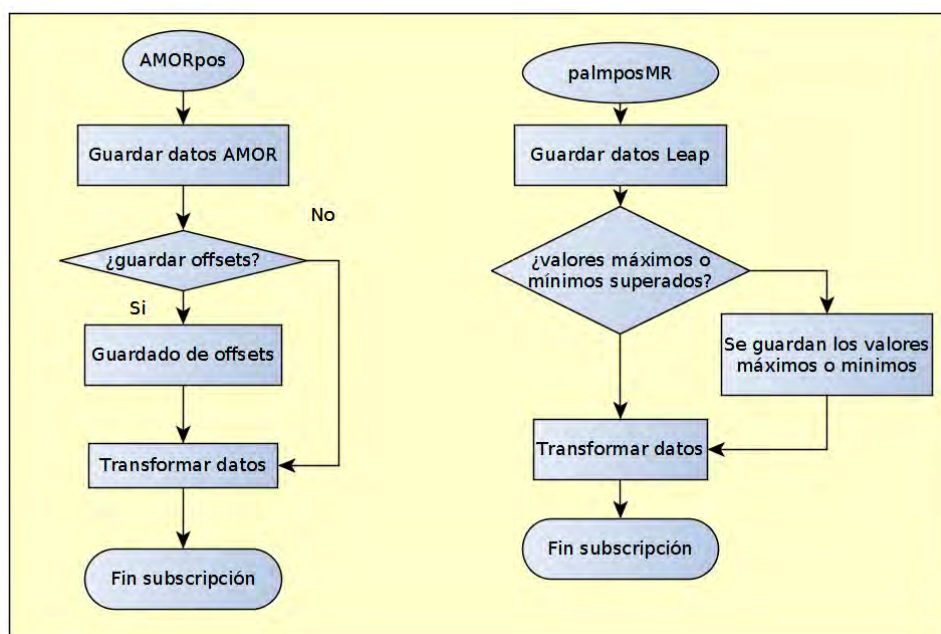 AMORpos
Guardar datos AMOR
No
¿guardar offsets?
Si
Guardado de offsets
Transformar datos
Fin subscripción
palmposMR
Guardar datos Leap
¿valores máximos o
mínimos superados?
Se guardan los valores
máximos o minimos
Transformar datos
Fin subscripción